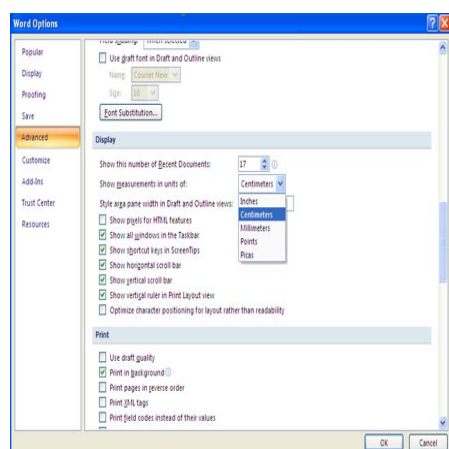 Word Options
Popular
Display
Proofing
Save
Advanced
Customize
Add-Ins
Trust Center
Resources
Field shading: When selected
Use draft font in Draft and Outline views
Name: Courier New
Size: 10
Font Substitution...
Display
Show this number of Recent Documents: 17
Show measurements in units of: Centimeters
Style area pane width in Draft and Outline views:
Inches
Centimeters
Millimeters
Points
Picas
Show pixels for HTML features
Show all windows in the Taskbar
Show shortcut keys in ScreenTips
Show horizontal scroll bar
Show vertical scroll bar
Show vertical ruler in Print Layout view
Optimize character positioning for layout rather than readability
Print
Use draft quality
Print in background
Print pages in reverse order
Print XML tags
Print field codes instead of their values
OK Cancel